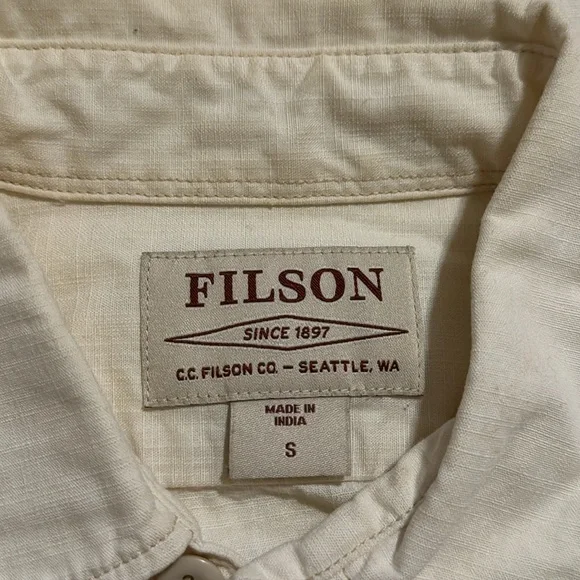 FILSON
SINCE 1897
C.C. FILSON CO. – SEATTLE, WA
MADE IN
INDIA
S